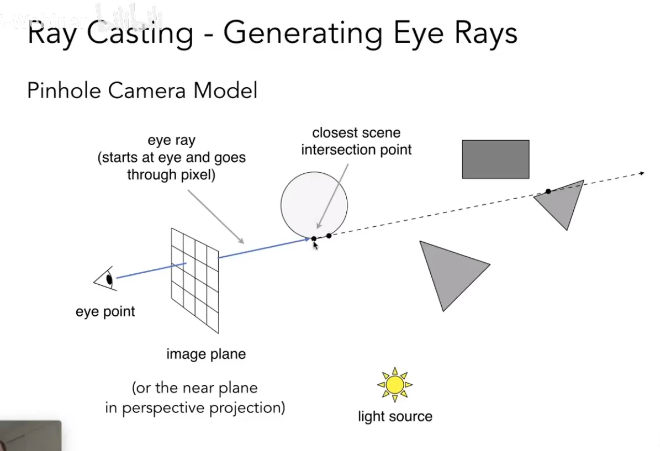 Ray Casting - Generating Eye Rays
Pinhole Camera Model
eye ray
(starts at eye and goes
through pixel)
closest scene
intersection point
eye point
image plane
(or the near plane
in perspective projection)
light source